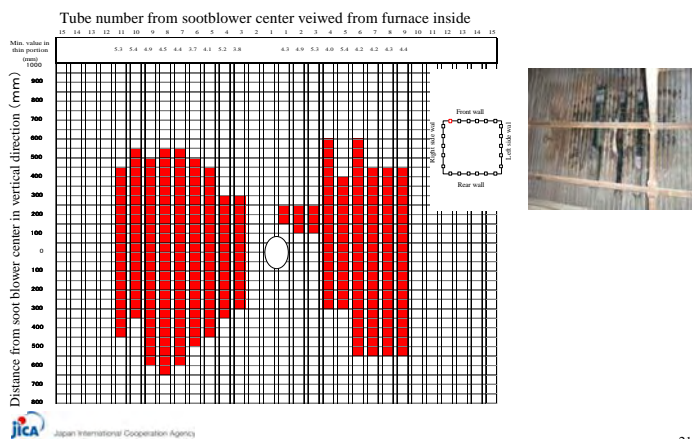 Tube number from sootblower center veiwed from furnace inside
15 14 13 12 11 10 9 8 7 6 5 4 3 2 1 1 2 3 4 5 6 7 8 9 10 11 12 13 14 15
Min. value in
thin portion
(mm)
5.3 5.4 4.9 4.5 4.4 3.7 4.1 5.2 3.8 4.3 4.9 5.3 4.0 5.4 4.2 4.2 4.3 4.4
Distance from soot blower center in vertical direction (mm)
1000
900
800
700
600
500
400
300
200
100
0
100
200
300
400
500
600
700
800
Front wall
Right side wal
Left side wal
Rear wall
jICA
Japan International Cooperation Agency